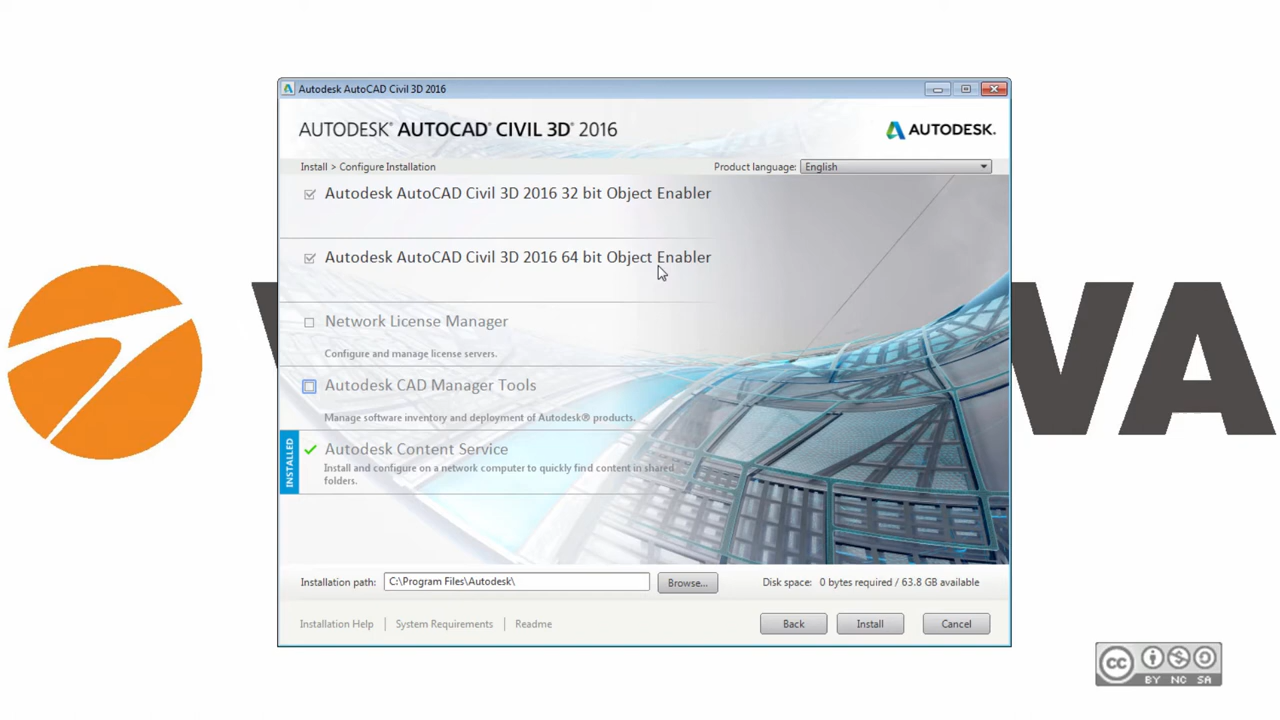 Autodesk AutoCAD Civil 3D 2016
AUTODESK® AUTOCAD® CIVIL 3D® 2016
AUTODESK.
Install > Configure Installation
Product language: English
Autodesk AutoCAD Civil 3D 2016 32 bit Object Enabler
Autodesk AutoCAD Civil 3D 2016 64 bit Object Enabler
Network License Manager
Configure and manage license servers.
Autodesk CAD Manager Tools
Manage software inventory and deployment of Autodesk® products.
INSTALLED
Autodesk Content Service
Install and configure on a network computer to quickly find content in shared
folders.
Installation path: C:\Program Files\Autodesk\
Browse...
Disk space: 0 bytes required / 63.8 GB available
Installation Help | System Requirements | Readme
Back
Install
Cancel
cc
BY NC SA